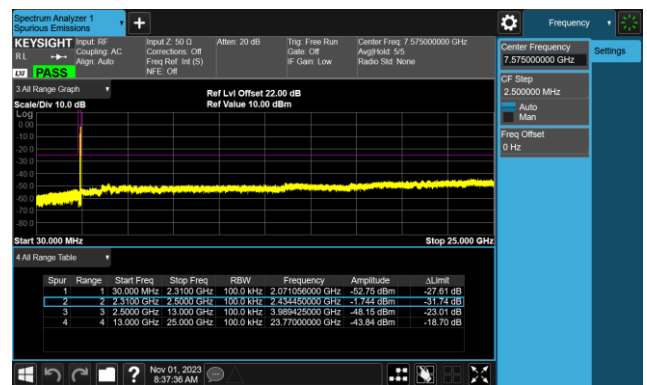 Spectrum Analyzer 1
Spurious Emissions
Frequency
KEYSIGHT Input: RF Input Z: 50 Ω Atten: 20 dB Trig: Free Run Center Freq: 7.575000000 GHz
RL Coupling: AC Corrections: Off Gate: Off Avg|Hold: 5/5
Align: Auto Freq Ref: Int (S) IF Gain: Low Radio Std: None
LXI PASS NFE: Off
Center Frequency
7.575000000 GHz
Settings
CF Step
2.500000 MHz
Auto
Man
Freq Offset
0 Hz
3 All Range Graph
Ref Lvl Offset 22.00 dB
Scale/Div 10.0 dB Ref Value 10.00 dBm
Log
0.00
-10.0
-20.0
-30.0
-40.0
-50.0
-60.0
-70.0
-80.0
Start 30.000 MHz Stop 25.000 GHz
4 All Range Table
Spur Range Start Freq Stop Freq RBW Frequency Amplitude ΔLimit
1 1 30.000 MHz 2.3100 GHz 100.0 kHz 2.071056000 GHz -52.75 dBm -27.61 dB
2 2 2.3100 GHz 2.5000 GHz 100.0 kHz 2.434450000 GHz -1.744 dBm -31.74 dB
3 3 2.5000 GHz 13.000 GHz 100.0 kHz 3.989425000 GHz -48.15 dBm -23.01 dB
4 4 13.000 GHz 25.000 GHz 100.0 kHz 23.77000000 GHz -43.84 dBm -18.70 dB
Nov 01, 2023
8:37:36 AM